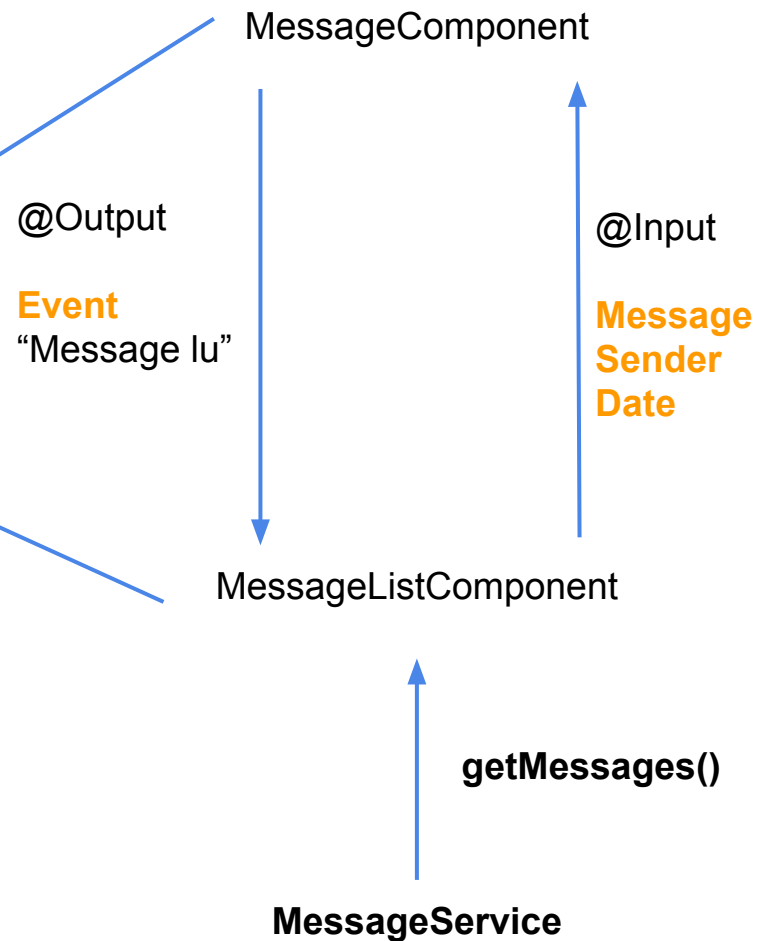 MessageComponent
@Output
Event
“Message lu”
@Input
Message
Sender
Date
MessageListComponent
getMessages()
MessageService